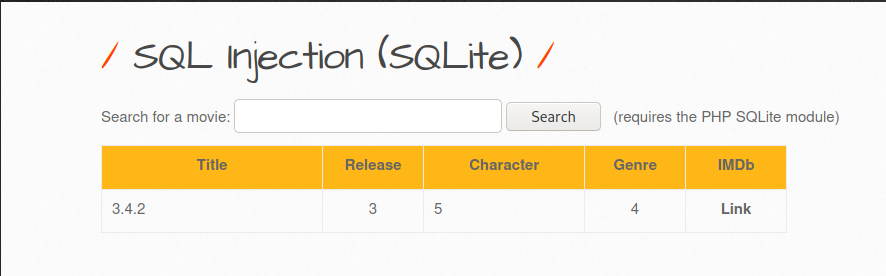 / SQL Injection (SQLite) /
Search for a movie: Search (requires the PHP SQLite module)
Title Release Character Genre IMDb
3.4.2 3 5 4 Link